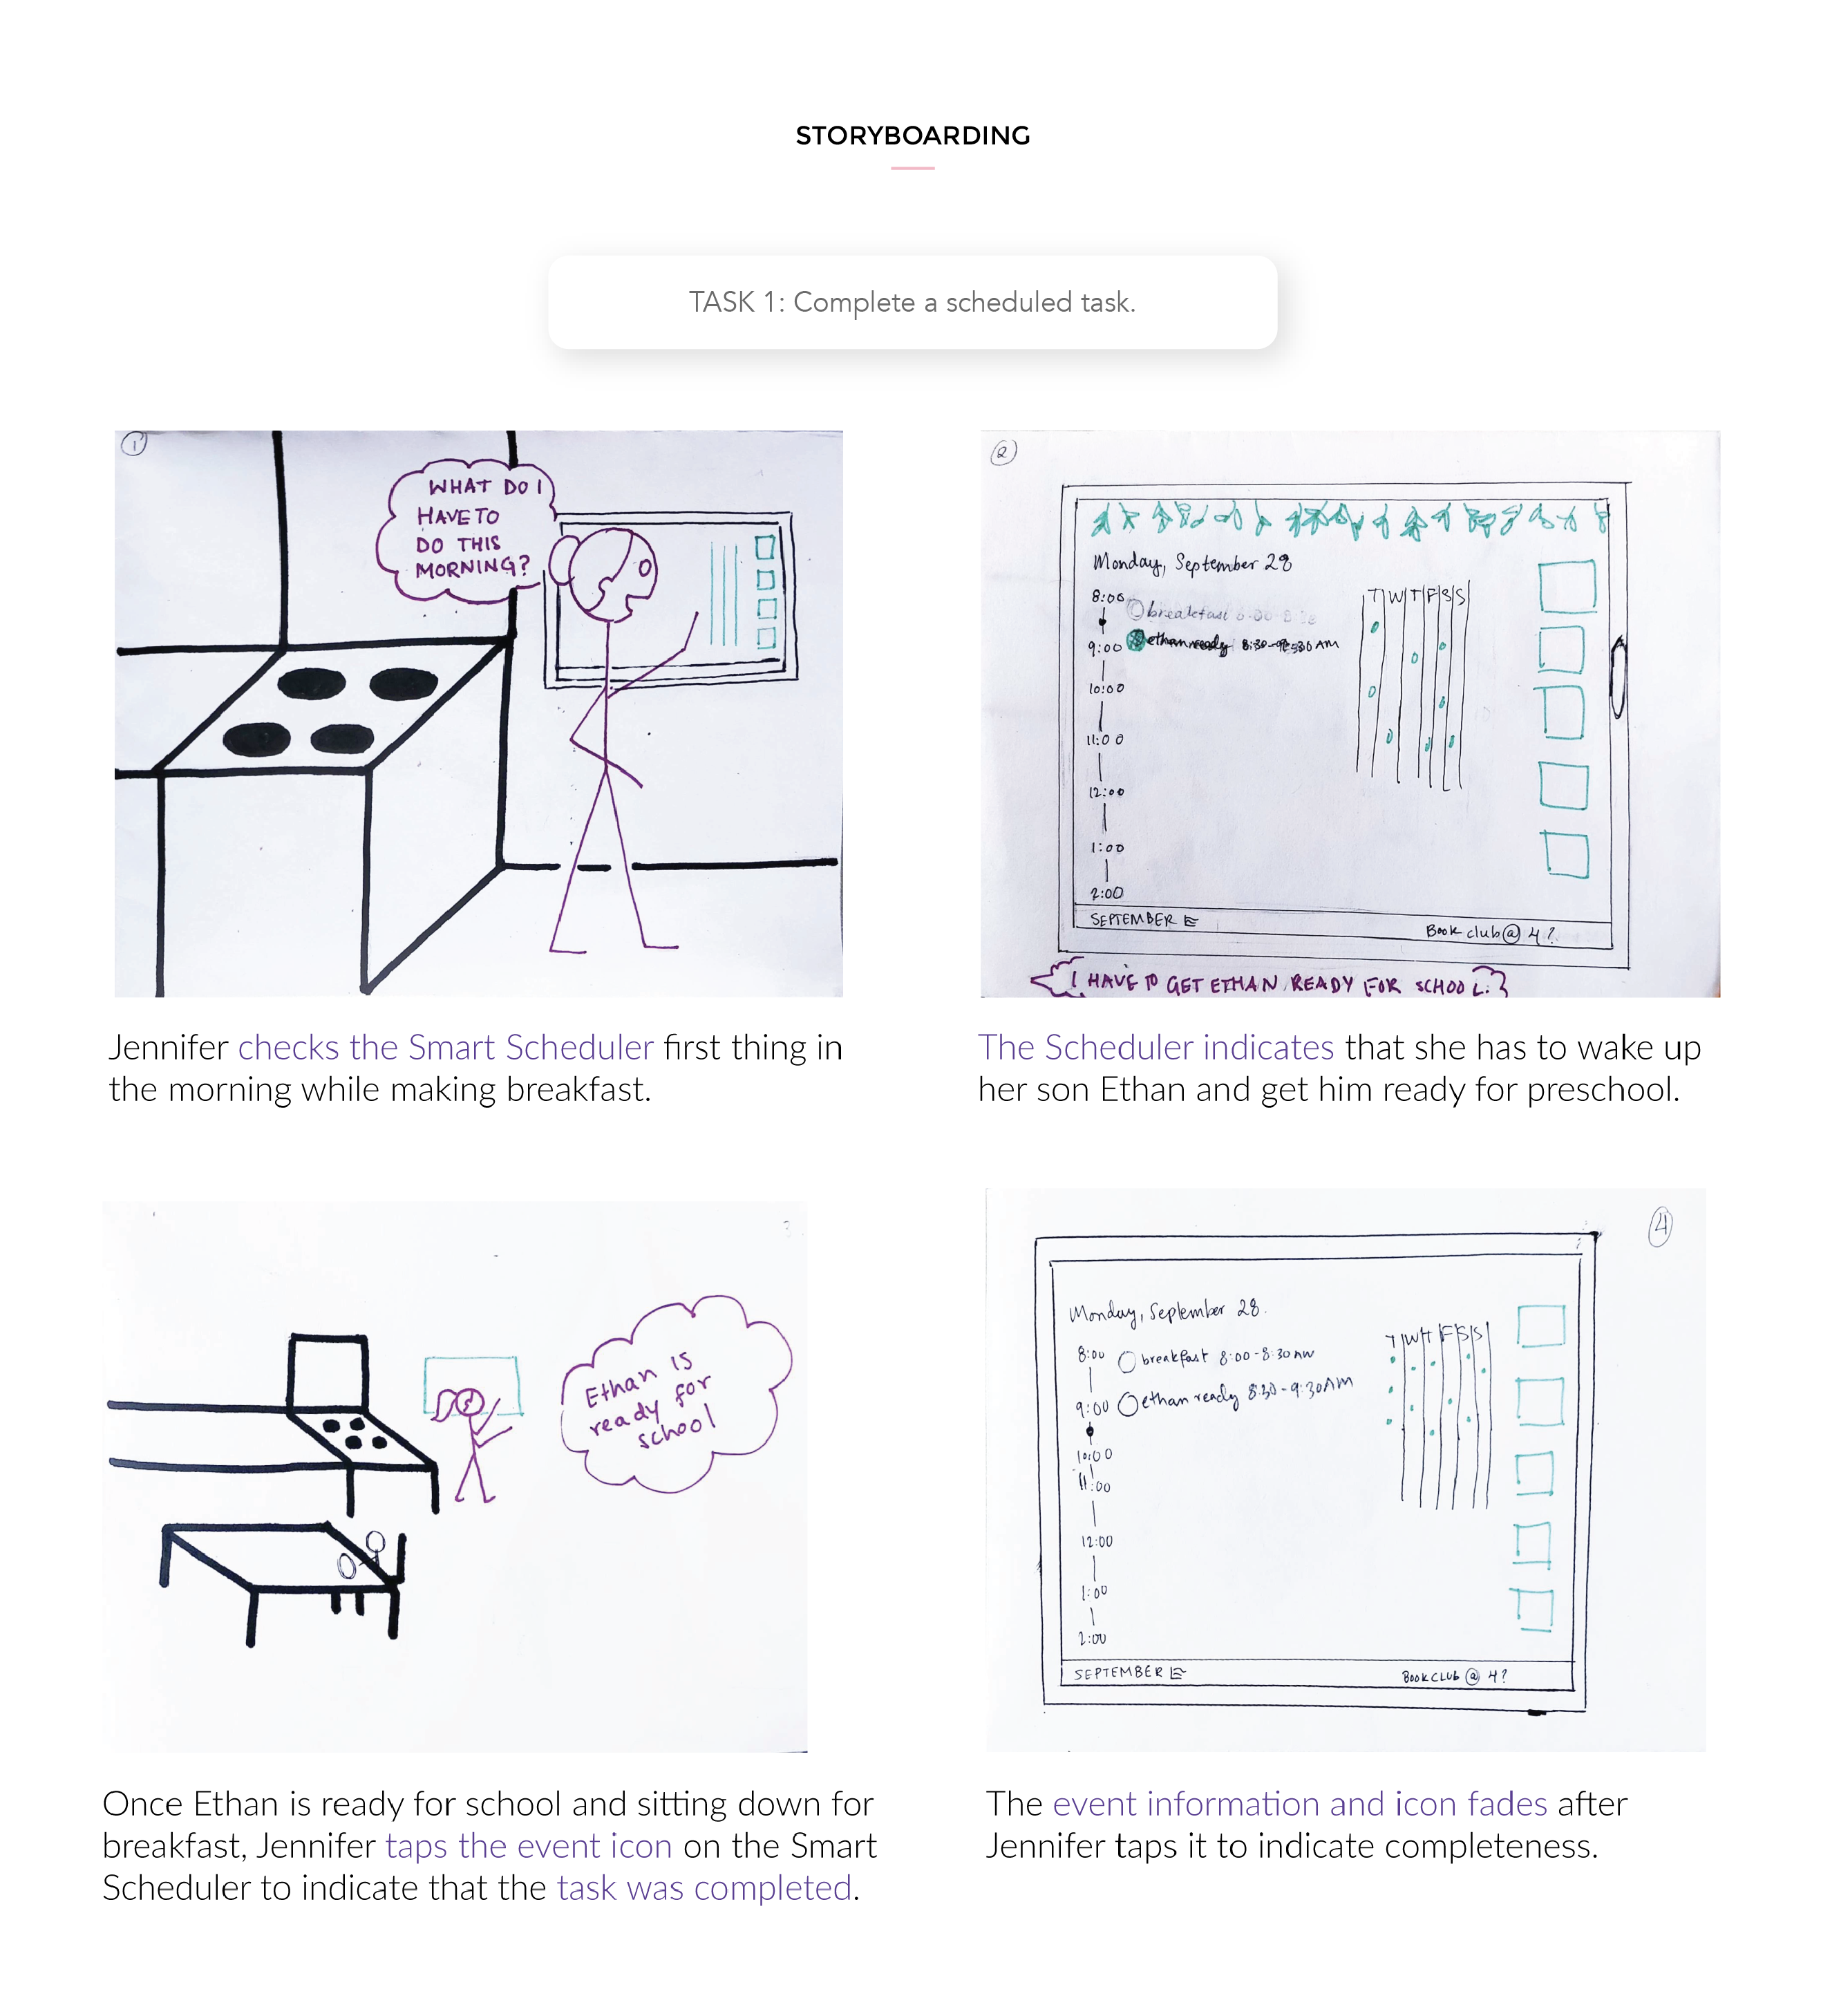 STORYBOARDING
TASK 1: Complete a scheduled task.
1
WHAT DO I
HAVE TO
DO THIS
MORNING?
Jennifer checks the Smart Scheduler first thing in
the morning while making breakfast.
2
Monday, September 28
T W T F S S
8:00
breakfast 8:00-8:30
9:00
ethan ready 8:30-9:30 AM
10:00
11:00
12:00
1:00
2:00
SEPTEMBER
Book club @ 4?
I HAVE TO GET ETHAN READY FOR SCHOOL.
The Scheduler indicates that she has to wake up
her son Ethan and get him ready for preschool.
3
Ethan is
ready for
school
Once Ethan is ready for school and sitting down for
breakfast, Jennifer taps the event icon on the Smart
Scheduler to indicate that the task was completed.
4
Monday, September 28.
T W T F S S
8:00
breakfast 8:00-8:30 AM
9:00
ethan ready 8:30-9:30 AM
10:00
11:00
12:00
1:00
2:00
SEPTEMBER
BOOK CLUB @ 4?
The event information and icon fades after
Jennifer taps it to indicate completeness.